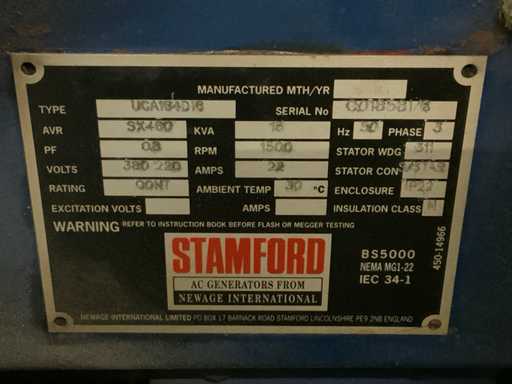 MANUFACTURED MTH/YR
TYPE UCA184D16 SERIAL No
AVR SX460 KVA 16 Hz 50 PHASE 3
PF 0.8 RPM 1500 STATOR WDG 311
VOLTS 380 220 AMPS 22 STATOR CON
RATING CONT AMBIENT TEMP 30 °C ENCLOSURE IP22
EXCITATION VOLTS AMPS INSULATION CLASS H
WARNING REFER TO INSTRUCTION BOOK BEFORE FLASH OR MEGGER TESTING
STAMFORD
AC GENERATORS FROM
NEWAGE INTERNATIONAL
BS5000
NEMA MG1-22
IEC 34-1
450-14966
NEWAGE INTERNATIONAL LIMITED PO BOX 17 BARNACK ROAD STAMFORD LINCOLNSHIRE PE9 2NB ENGLAND